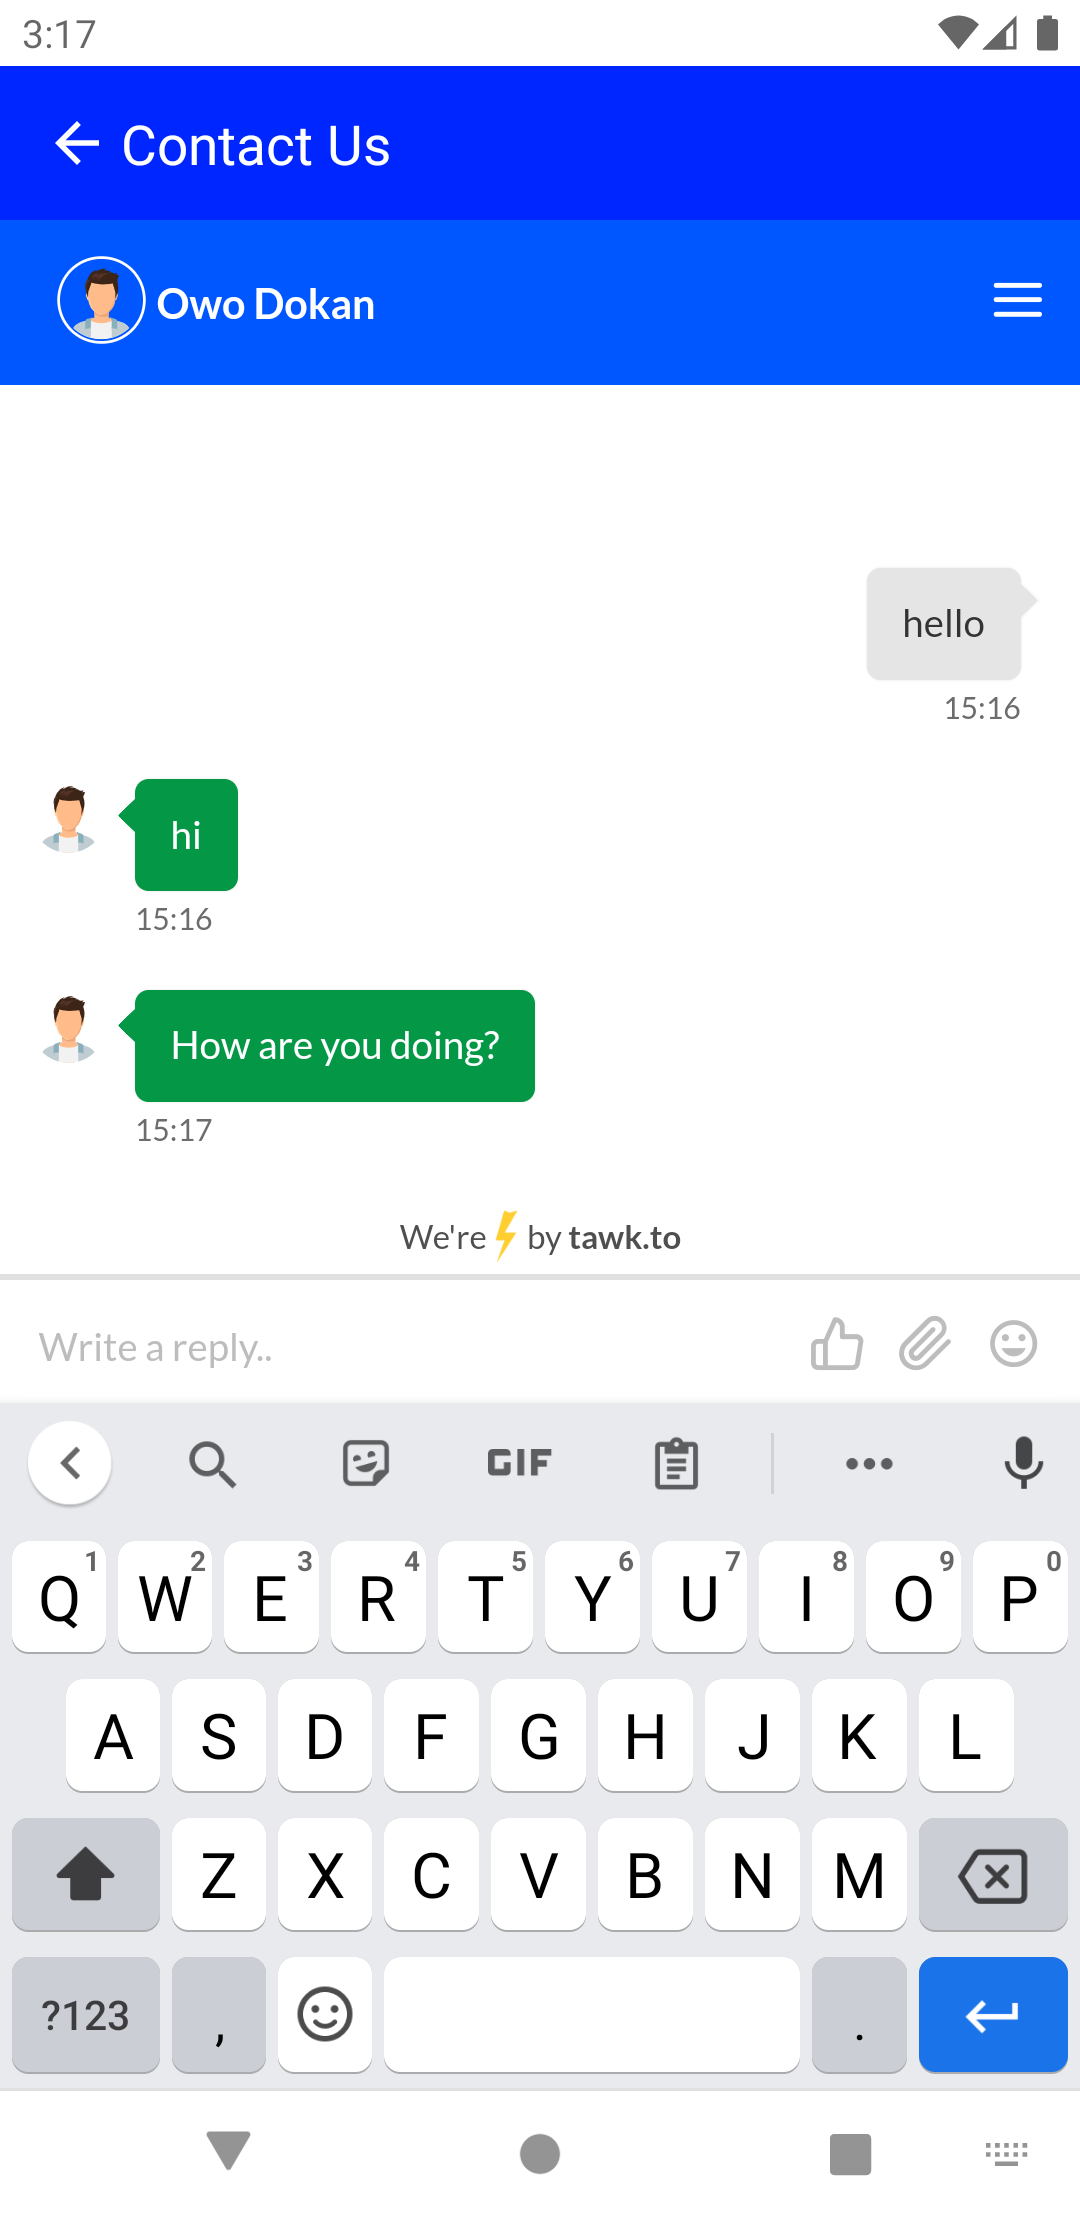 3:17
Contact Us
Owo Dokan
hello
15:16
hi
15:16
How are you doing?
15:17
We're by tawk.to
Write a reply..
GIF
1 2 3 4 5 6 7 8 9 0
Q W E R T Y U I O P
A S D F G H J K L
Z X C V B N M
?123 , .